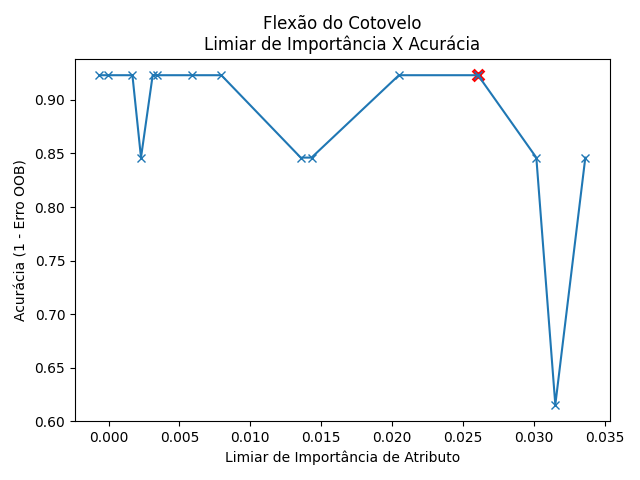 Flexão do Cotovelo
Limiar de Importância X Acurácia
Acurácia (1 - Erro OOB)
0.90
0.85
0.80
0.75
0.70
0.65
0.60
0.000 0.005 0.010 0.015 0.020 0.025 0.030 0.035
Limiar de Importância de Atributo